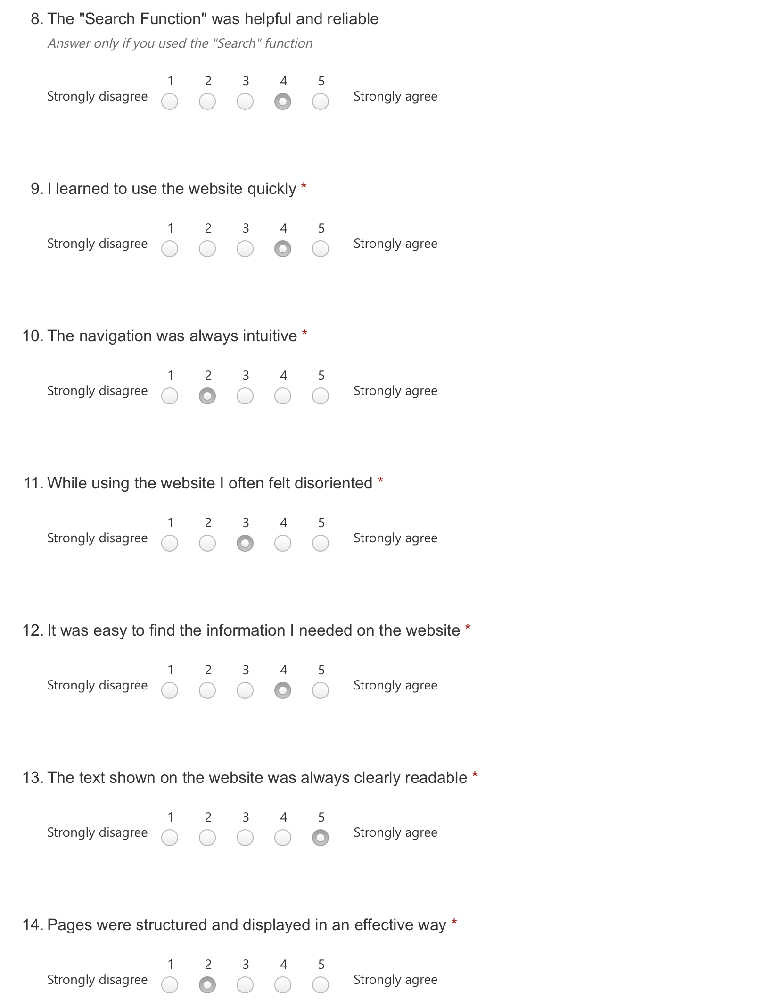 8. The "Search Function" was helpful and reliable
Answer only if you used the "Search" function
1 2 3 4 5
Strongly disagree Strongly agree
9. I learned to use the website quickly *
1 2 3 4 5
Strongly disagree Strongly agree
10. The navigation was always intuitive *
1 2 3 4 5
Strongly disagree Strongly agree
11. While using the website I often felt disoriented *
1 2 3 4 5
Strongly disagree Strongly agree
12. It was easy to find the information I needed on the website *
1 2 3 4 5
Strongly disagree Strongly agree
13. The text shown on the website was always clearly readable *
1 2 3 4 5
Strongly disagree Strongly agree
14. Pages were structured and displayed in an effective way *
1 2 3 4 5
Strongly disagree Strongly agree